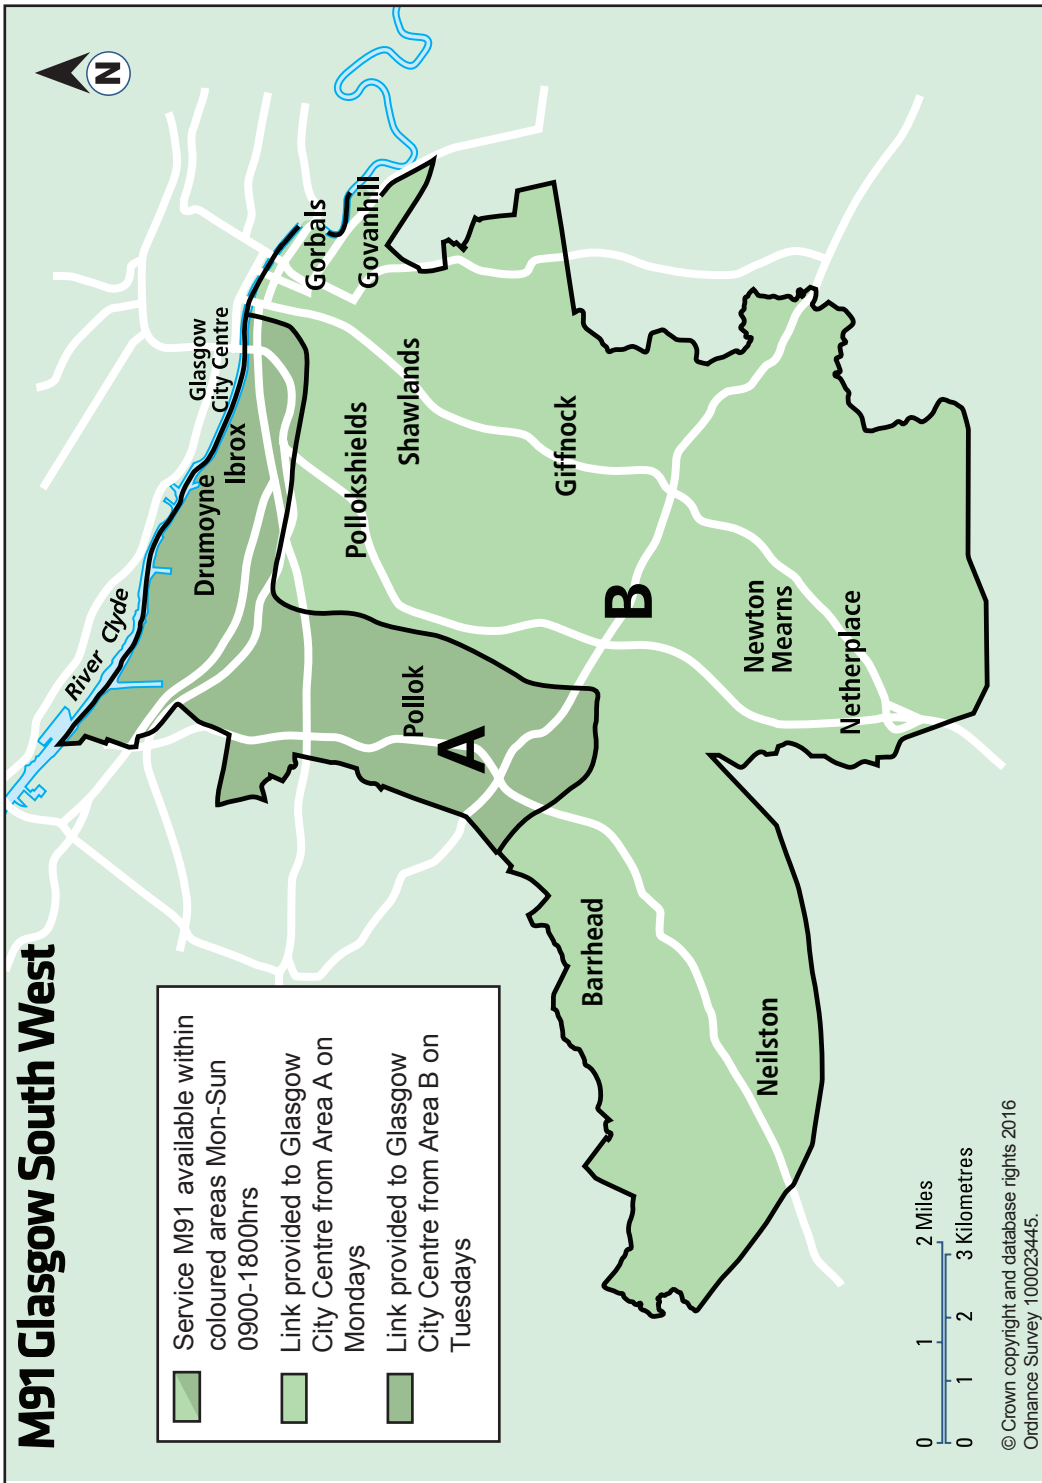 M91 Glasgow South West
Service M91 available within
coloured areas Mon-Sun
0900-1800hrs
Link provided to Glasgow
City Centre from Area A on
Mondays
Link provided to Glasgow
City Centre from Area B on
Tuesdays
N
River Clyde
Glasgow
City Centre
Drumoyne
Ibrox
Gorbals
Govanhill
Pollokshields
Shawlands
Pollok
A
Giffnock
B
Barrhead
Newton
Mearns
Neilston
Netherplace
0 1 2 Miles
0 1 2 3 Kilometres
© Crown copyright and database rights 2016
Ordnance Survey 100023445.